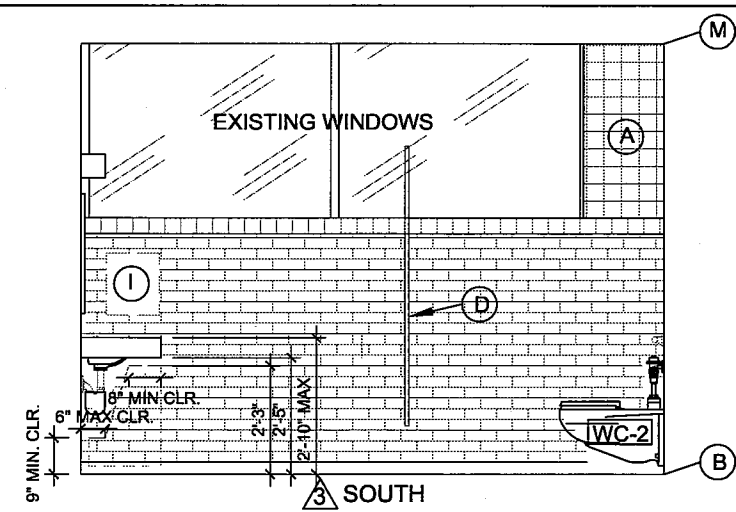 M
EXISTING WINDOWS
A
I
D
8" MIN CLR.
6" MAX CLR.
9" MIN. CLR.
2'-3"
2'-5"
2'-10" MAX
WC-2
B
3 SOUTH